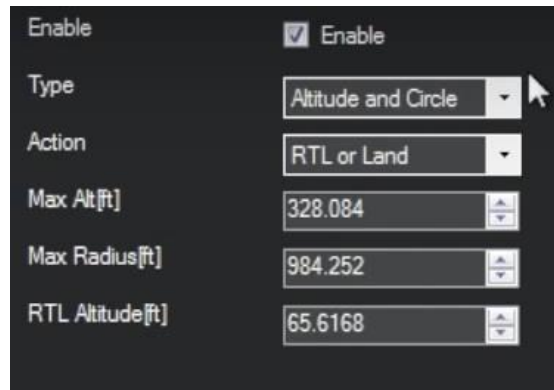 Enable Enable
Type Altitude and Circle
Action RTL or Land
Max Alt[ft] 328.084
Max Radius[ft] 984.252
RTL Altitude[ft] 65.6168